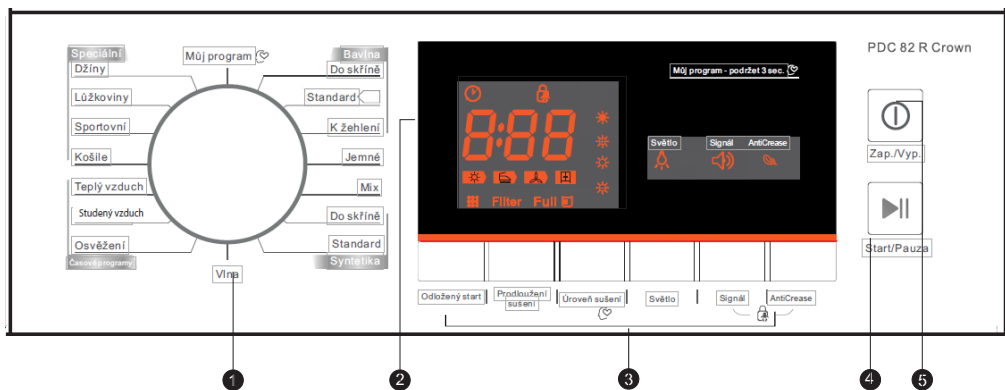 Speciální
Džíny
Lůžkoviny
Sportovní
Košile
Teplý vzduch
Studený vzduch
Osvěžení
Časové programy
Můj program
Bavlna
Do skříně
Standard
K žehlení
Jemné
Mix
Do skříně
Standard
Syntetika
Vlna
Můj program - podržet 3 sec.
8:88
Filter Full
Světlo Signál AntiCrease
Odložený start
Prodloužení
sušení
Úroveň sušení
Světlo
Signál
AntiCrease
PDC 82 R Crown
Zap./Vyp.
Start/Pauza
1 2 3 4 5